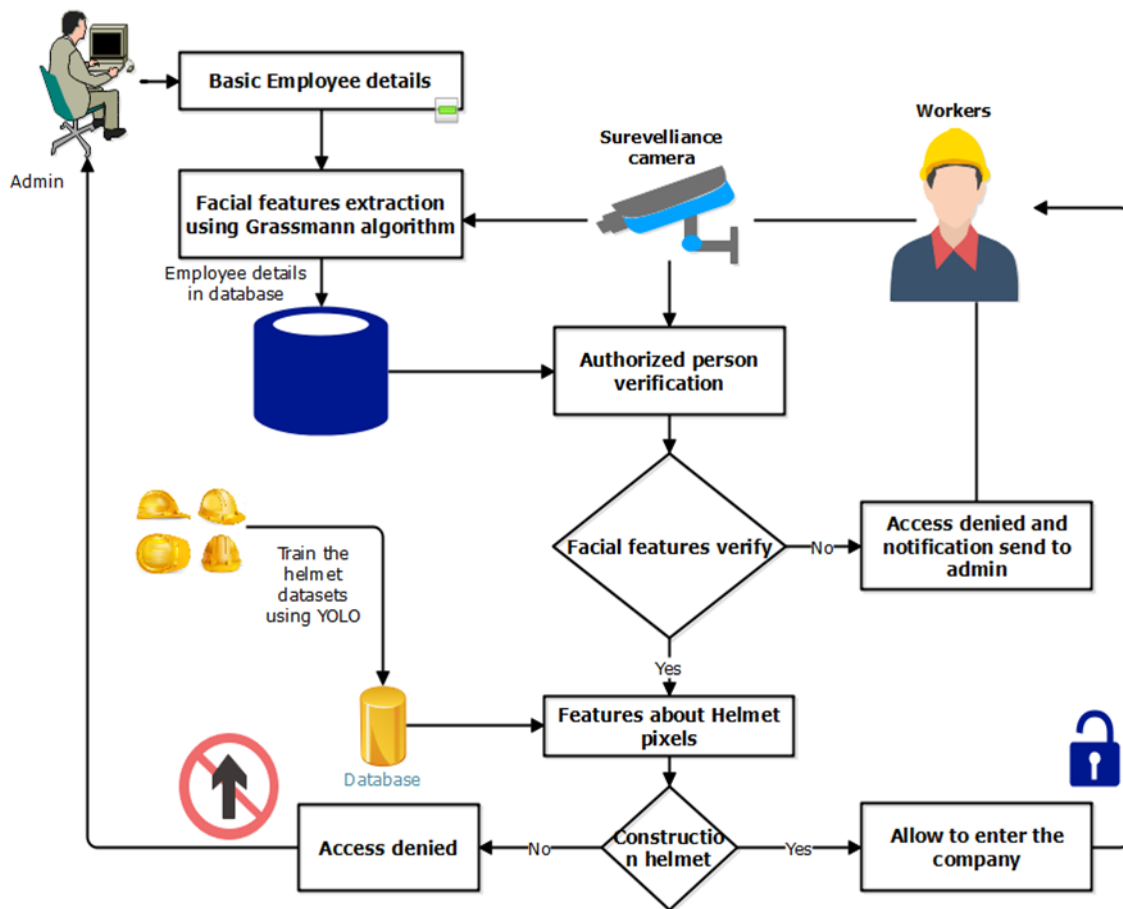 Basic Employee details
Admin
Facial features extraction
using Grassmann algorithm
Surevelliance
camera
Workers
Employee details
in database
Authorized person
verification
Facial features verify
No
Access denied and
notification send to
admin
Train the
helmet
datasets
using YOLO
Yes
Features about Helmet
pixels
Database
Access denied
No
Constructio
n helmet
Yes
Allow to enter the
company